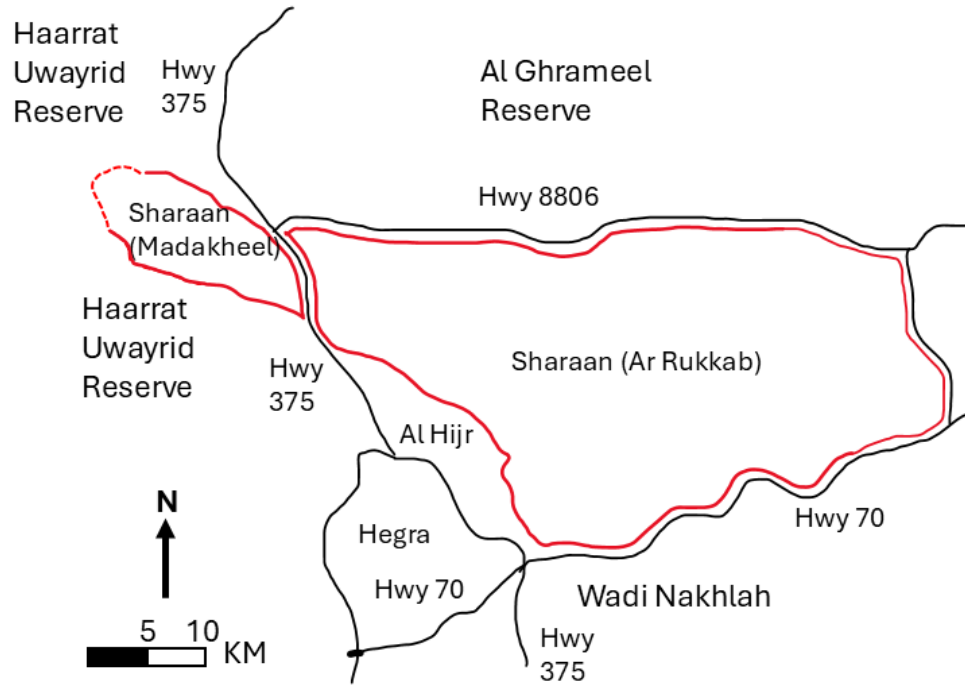 Haarrat
Uwayrid
Reserve
Hwy
375
Al Ghrameel
Reserve
Hwy 8806
Sharaan
(Madakheel)
Haarrat
Uwayrid
Reserve
Hwy
375
Sharaan (Ar Rukkab)
Al Hijr
N
Hegra
Hwy 70
Hwy 70
Wadi Nakhlah
Hwy
375
5 10
KM